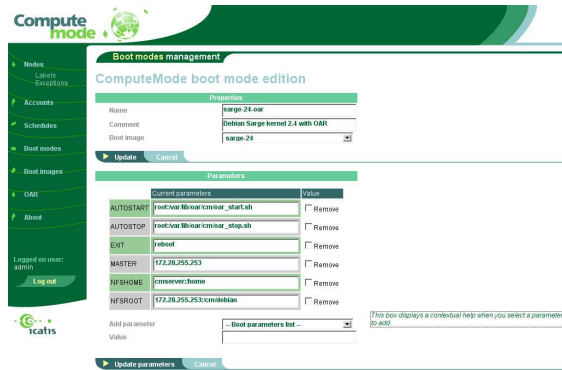 Compute
mode
Boot modes management
Nodes
Labels
Exceptions
Accounts
Schedules
Boot modes
Boot images
OAR
About
Logged on user:
admin
Log out
icatis
ComputeMode boot mode edition
Properties
Name sarge-24-oar
Comment Debian Sarge kernel 2.4 with OAR
Boot image sarge-24
Update Cancel
Parameters
Current parameters Value
AUTOSTART root:/var/lib/oar/cm/oar_start.sh Remove
AUTOSTOP root:/var/lib/oar/cm/oar_stop.sh Remove
EXIT reboot Remove
MASTER 172.28.255.253 Remove
NFSHOME cmserver:/home Remove
NFSROOT 172.28.255.253:/cm/debian Remove
Add parameter -- Boot parameters list --
Value
This box displays a contextual help when you select a parameter
to add
Update parameters Cancel